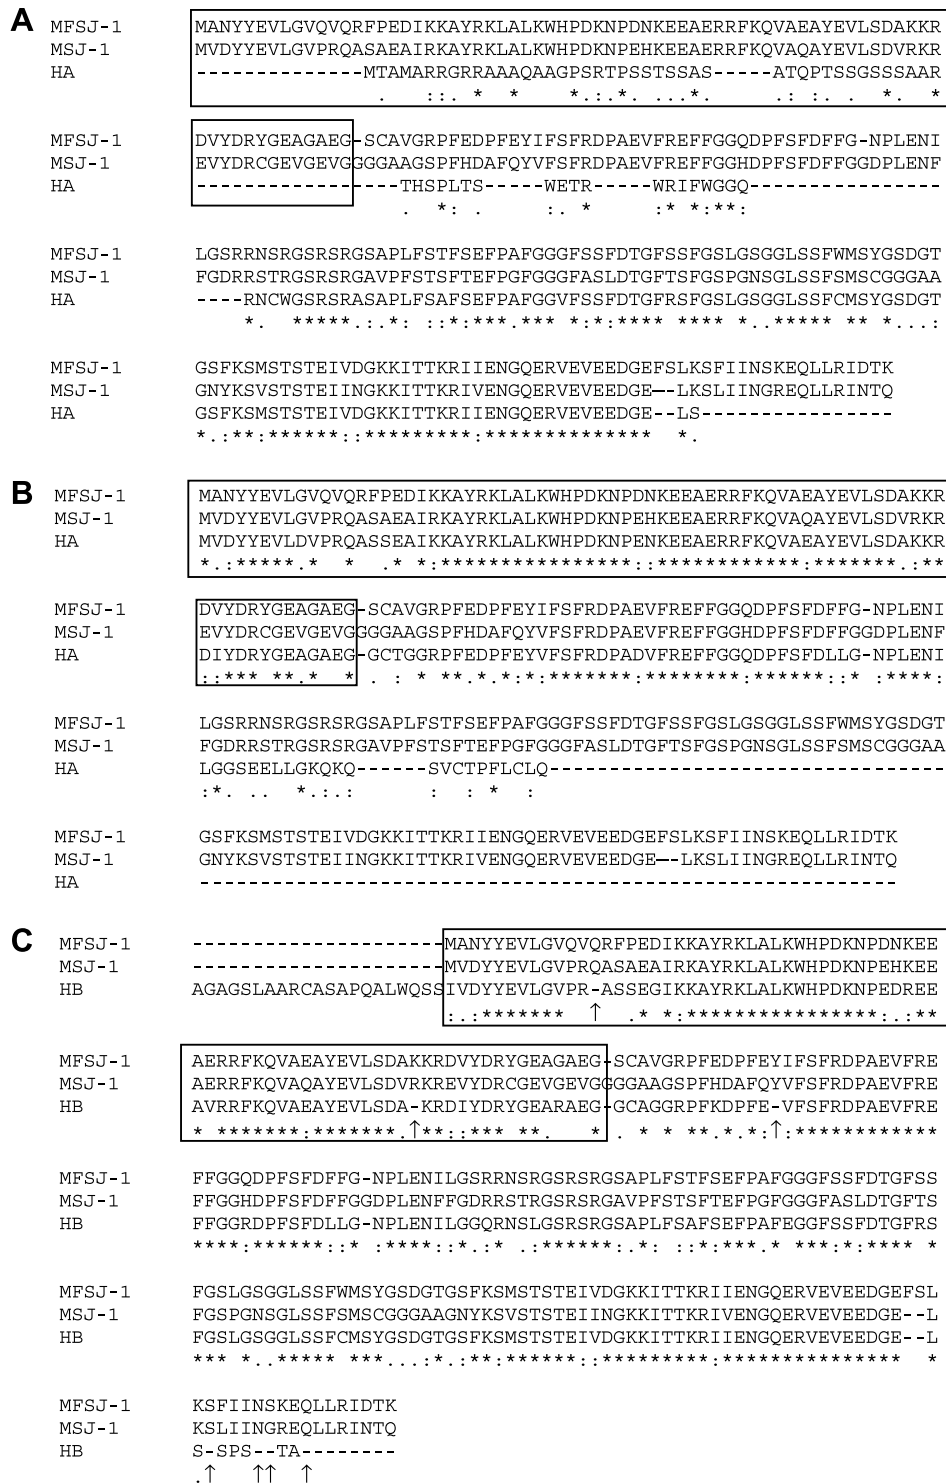 A
MFSJ-1 MANYYEVLGVQVQRFPEDIKKAYRKLALKWHPDKNPDNKEEAERRFKQVAEAYEVLSDAKKR
MSJ-1 MVDYYEVLGVPRQASAEAIRKAYRKLALKWHPDKNPEHKEEAERRFKQVAQAYEVLSDVRKR
HA --------------MTAMARRGRRAAAQAAGPSRTPSSTSSAS-----ATQPTSSGSSSAAR
. ::. * * *.:. ...*. :. : . *. *
MFSJ-1 DVYDRYGEAGAEG-SCAVGRPFEDPFEYIFSFRDPAEVFREFFGGQDPFSFDFFG-NPLENI
MSJ-1 EVYDRCGEVGEVGGGGAAGSPFHDAFQYVFSFRDPAEVFREFFGGHDPFSFDFFGGDPLENF
HA -----------------THSPLTS-----WETR-----WRIFWGGQ----------------
. *: . :. * :* *:**:
MFSJ-1 LGSRRNSRGSRSRGSAPLFSTFSEFPAFGGGFSSFDTGFSSFGSLGSGGLSSFWMSYGSDGT
MSJ-1 FGDRRSTRGSRSRGAVPFSTSFTEFPGFGGGFASLDTGFTSFGSPGNSGLSSFSMSCGGGAA
HA ----RNCWGSRSRASAPLFSAFSEFPAFGGVFSSFDTGFRSFGSLGSGGLSSFCMSYGSDGT
*. *****.:.*: ::*:***.*** *:*:**** **** *..***** ** *...:
MFSJ-1 GSFKSMSTSTEIVDGKKITTKRIIENGQERVEVEEDGEFSLKSFIINSKEQLLRIDTK
MSJ-1 GNYKSVSTSTEIINGKKITTKRIVENGQERVEVEEDGE--LKSLIINGREQLLRINTQ
HA GSFKSMSTSTEIVDGKKITTKRIIENGQERVEVEEDGE--LS----------------
*.:**:******::*********:************** *.
B
MFSJ-1 MANYYEVLGVQVQRFPEDIKKAYRKLALKWHPDKNPDNKEEAERRFKQVAEAYEVLSDAKKR
MSJ-1 MVDYYEVLGVPRQASAEAIRKAYRKLALKWHPDKNPEHKEEAERRFKQVAQAYEVLSDVRKR
HA MVDYYEVLDVPRQASSEAIKKAYRKLALKWHPDKNPENKEEAERRFKQVAEAYEVLSDAKKR
*.:*****.* * .* *:****************::************:*******.:**
MFSJ-1 DVYDRYGEAGAEG-SCAVGRPFEDPFEYIFSFRDPAEVFREFFGGQDPFSFDFFG-NPLENI
MSJ-1 EVYDRCGEVGEVGGGGAAGSPFHDAFQYVFSFRDPAEVFREFFGGHDPFSFDFFGGDPLENF
HA DIYDRYGEAGAEG-GCTGGRPFEDPFEYVFSFRDPADVFREFFGGQDPFSFDLLG-NPLENI
::*** **.* * . : * **.*.*:*:*******:********:******::* :****:
MFSJ-1 LGSRRNSRGSRSRGSAPLFSTFSEFPAFGGGFSSFDTGFSSFGSLGSGGLSSFWMSYGSDGT
MSJ-1 FGDRRSTRGSRSRGAVPFSTSFTEFPGFGGGFASLDTGFTSFGSPGNSGLSSFSMSCGGGAA
HA LGGSEELLGKQKQ------SVCTPFLCLQ---------------------------------
:*. .. *.:.: : : * :
MFSJ-1 GSFKSMSTSTEIVDGKKITTKRIIENGQERVEVEEDGEFSLKSFIINSKEQLLRIDTK
MSJ-1 GNYKSVSTSTEIINGKKITTKRIVENGQERVEVEEDGE--LKSLIINGREQLLRINTQ
HA ----------------------------------------------------------
C
MFSJ-1 ---------------------MANYYEVLGVQVQRFPEDIKKAYRKLALKWHPDKNPDNKEE
MSJ-1 ---------------------MVDYYEVLGVPRQASAEAIRKAYRKLALKWHPDKNPEHKEE
HB AGAGSLAARCASAPQALWQSSIVDYYEVLGVPR-ASSEGIKKAYRKLALKWHPDKNPEDREE
:.:******* ↑ .* *:****************:.:**
MFSJ-1 AERRFKQVAEAYEVLSDAKKRDVYDRYGEAGAEG-SCAVGRPFEDPFEYIFSFRDPAEVFRE
MSJ-1 AERRFKQVAQAYEVLSDVRKREVYDRCGEVGEVGGGGAAGSPFHDAFQYVFSFRDPAEVFRE
HB AVRRFKQVAEAYEVLSDA-KRDIYDRYGEARAEG-GCAGGRPFKDPFE-VFSFRDPAEVFRE
* *******:*******.↑**::*** **. * . * * **.*.*:↑:************
MFSJ-1 FFGGQDPFSFDFFG-NPLENILGSRRNSRGSRSRGSAPLFSTFSEFPAFGGGFSSFDTGFSS
MSJ-1 FFGGHDPFSFDFFGGDPLENFFGDRRSTRGSRSRGAVPFSTSFTEFPGFGGGFASLDTGFTS
HB FFGGRDPFSFDLLG-NPLENILGGQRNSLGSRSRGSAPLFSAFSEFPAFEGGFSSFDTGFRS
****:******::* :****::*.:*.: ******:.*: ::*:***.* ***:*:**** *
MFSJ-1 FGSLGSGGLSSFWMSYGSDGTGSFKSMSTSTEIVDGKKITTKRIIENGQERVEVEEDGEFSL
MSJ-1 FGSPGNSGLSSFSMSCGGGAAGNYKSVSTSTEIINGKKITTKRIVENGQERVEVEEDGE--L
HB FGSLGSGGLSSFCMSYGSDGTGSFKSMSTSTEIVDGKKITTKRIIENGQERVEVEEDGE--L
*** *..***** ** *...:*.:**:******::*********:************** *
MFSJ-1 KSFIINSKEQLLRIDTK
MSJ-1 KSLIINGREQLLRINTQ
HB S-SPS--TA--------
.↑ ↑↑ ↑